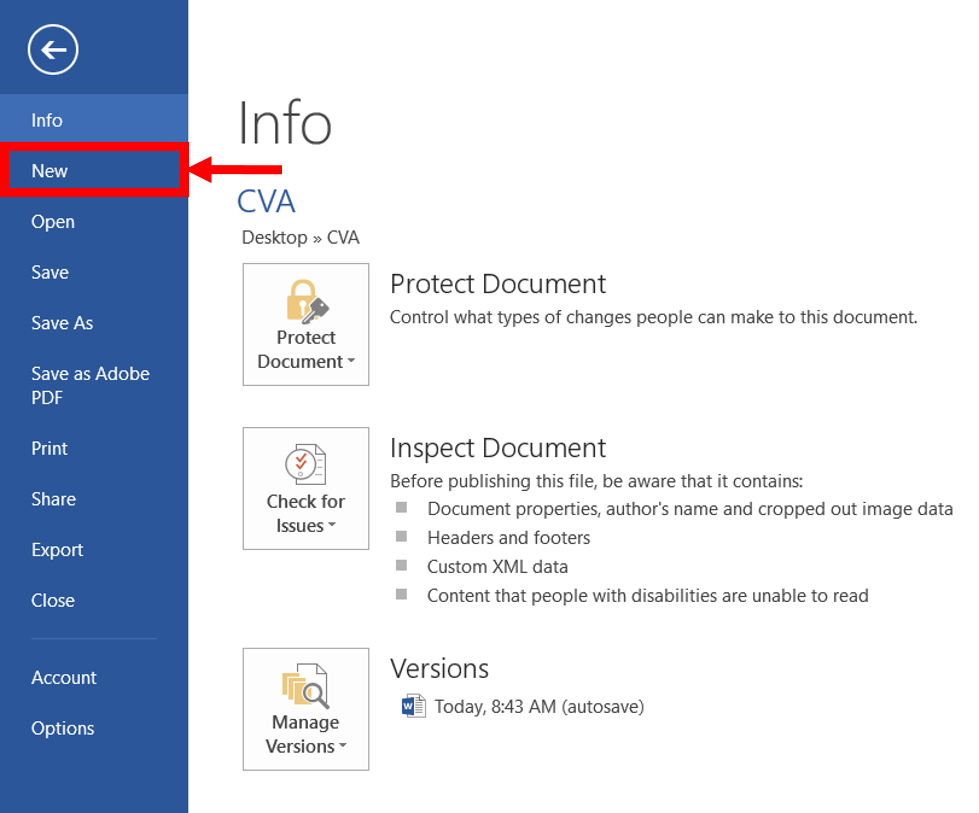 Info
New
Open
Save
Save As
Save as Adobe
PDF
Print
Share
Export
Close
Account
Options
Info
CVA
Desktop » CVA
Protect
Document
Protect Document
Control what types of changes people can make to this document.
Check for
Issues
Inspect Document
Before publishing this file, be aware that it contains:
Document properties, author's name and cropped out image data
Headers and footers
Custom XML data
Content that people with disabilities are unable to read
Manage
Versions
Versions
Today, 8:43 AM (autosave)